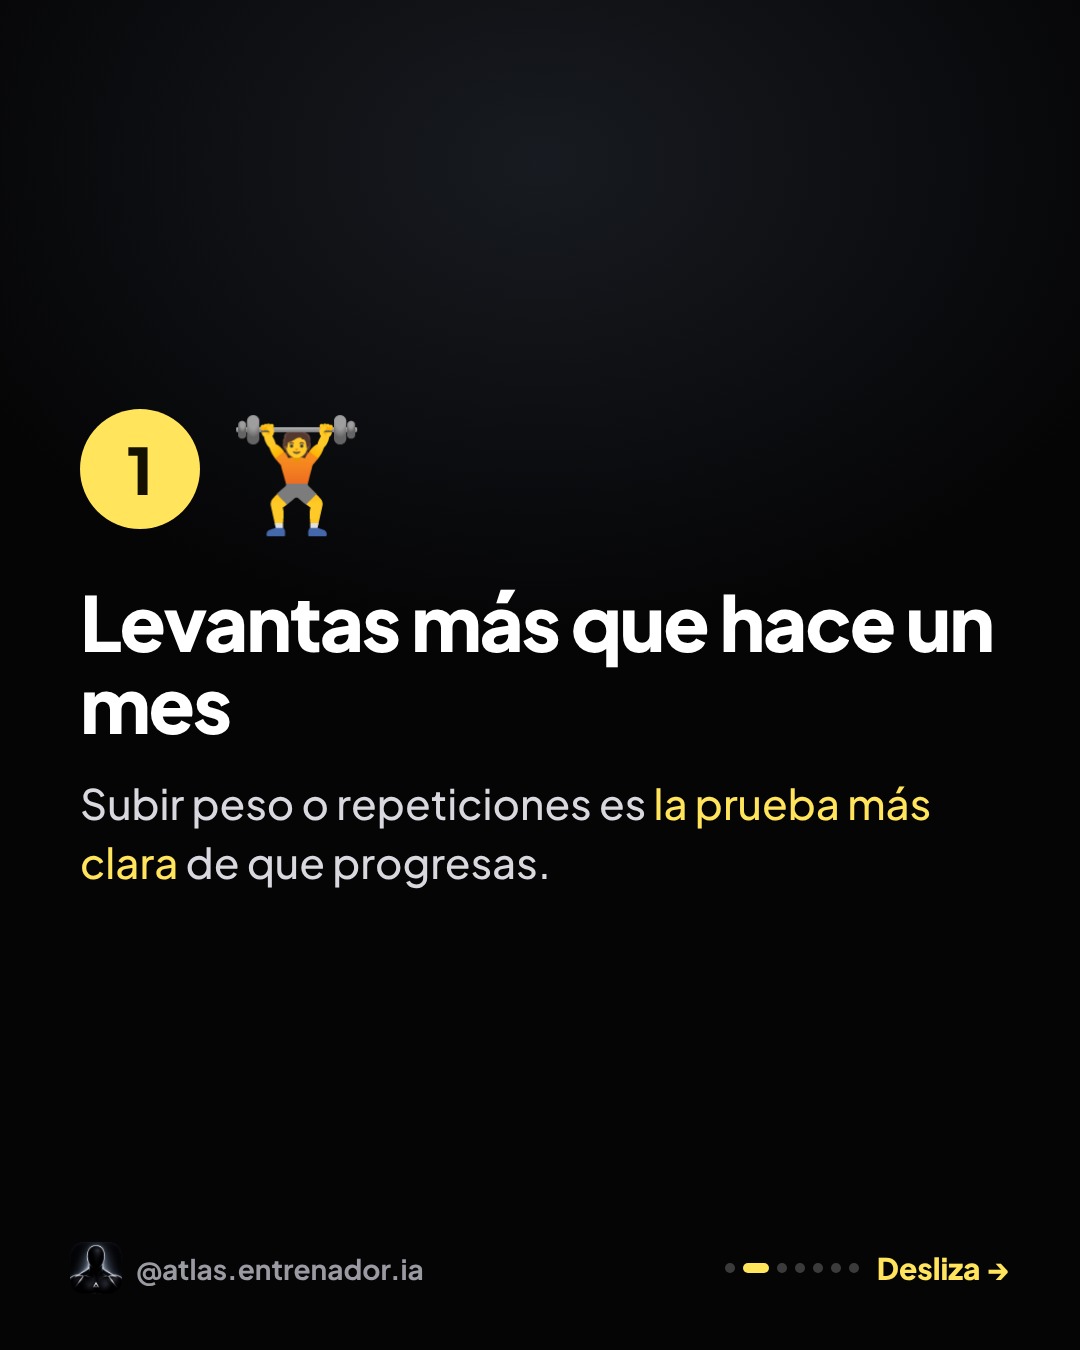 1
Levantas más que hace un
mes
Subir peso o repeticiones es la prueba más
clara de que progresas.
@atlas.entrenador.ia
Desliza →